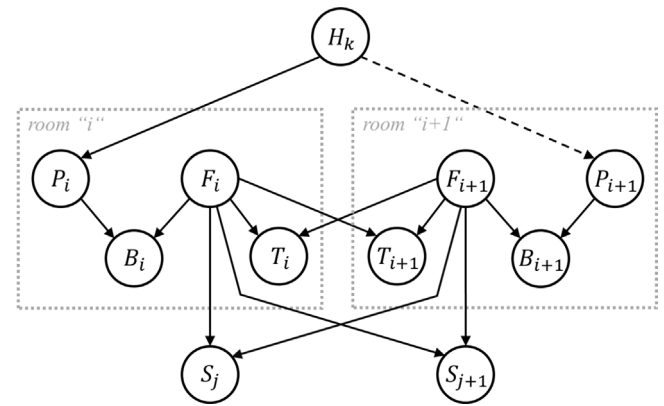 H_k
room "i"
room "i+1"
P_i
F_i
F_{i+1}
P_{i+1}
B_i
T_i
T_{i+1}
B_{i+1}
S_j
S_{j+1}